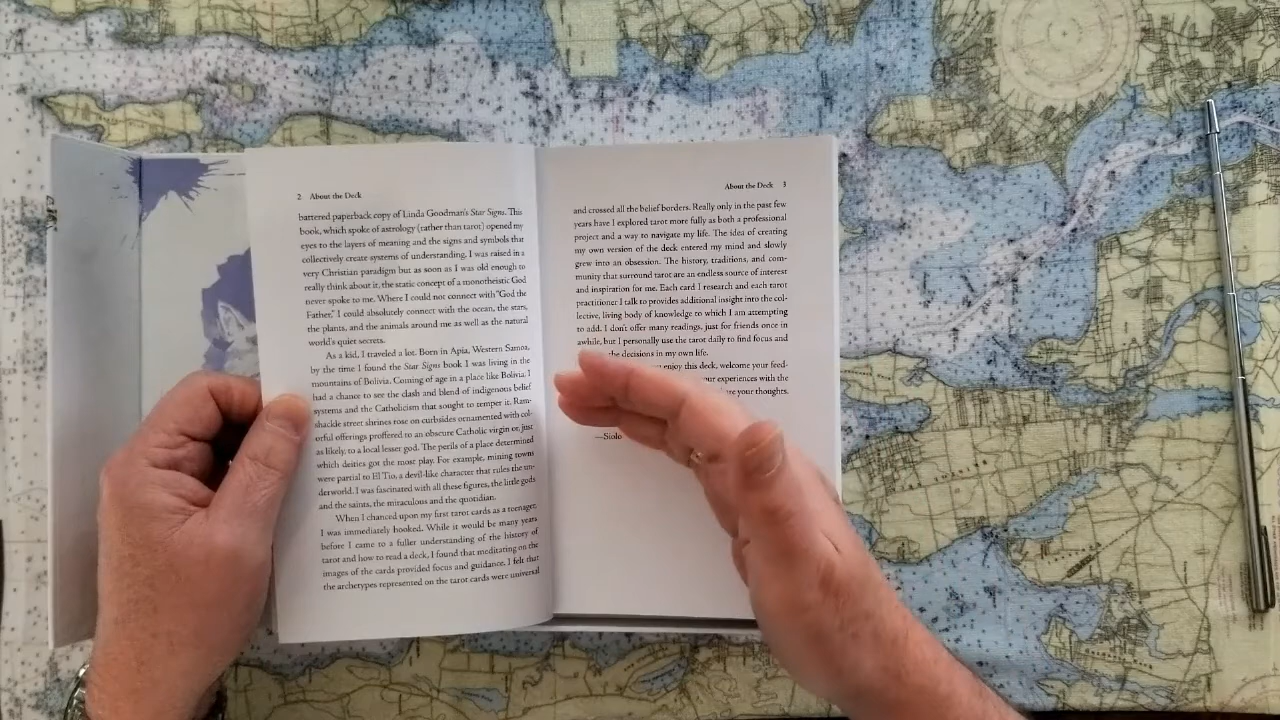 2 About the Deck
battered paperback copy of Linda Goodman's Star Signs. This
book, which spoke of astrology (rather than tarot) opened my
eyes to the layers of meaning and the signs and symbols that
collectively create systems of understanding. I was raised in a
very Christian paradigm but as soon as I was old enough to
really think about it, the static concept of a monotheistic God
never spoke to me. Where I could not connect with "God the
Father," I could absolutely connect with the ocean, the stars,
the plants, and the animals around me as well as the natural
world's quiet secrets.
As a kid, I traveled a lot. Born in Apia, Western Samoa,
by the time I found the Star Signs book I was living in the
mountains of Bolivia. Coming of age in a place like Bolivia, I
had a chance to see the clash and blend of indigenous belief
systems and the Catholicism that sought to temper it. Ram-
shackle street shrines rose on curbsides ornamented with col-
orful offerings proffered to an obscure Catholic virgin or, just
as likely, to a local lesser god. The perils of a place determined
which deities got the most play. For example, mining towns
were partial to El Tio, a devil-like character that rules the un-
derworld. I was fascinated with all these figures, the little gods
and the saints, the miraculous and the quotidian.
When I chanced upon my first tarot cards as a teenager,
I was immediately hooked. While it would be many years
before I came to a fuller understanding of the history of
tarot and how to read a deck, I found that meditating on the
images of the cards provided focus and guidance. I felt that
the archetypes represented on the tarot cards were universal
About the Deck 3
and crossed all the belief borders. Really only in the past few
years have I explored tarot more fully as both a professional
project and a way to navigate my life. The idea of creating
my own version of the deck entered my mind and slowly
grew into an obsession. The history, traditions, and com-
munity that surround tarot are an endless source of interest
and inspiration for me. Each card I research and each tarot
practitioner I talk to provides additional insight into the col-
lective, living body of knowledge to which I am attempting
to add. I don't offer many readings, just for friends once in
awhile, but I personally use the tarot daily to find focus and
the decisions in my own life.
enjoy this deck, welcome your feed-
our experiences with the
your thoughts.
—Siolo